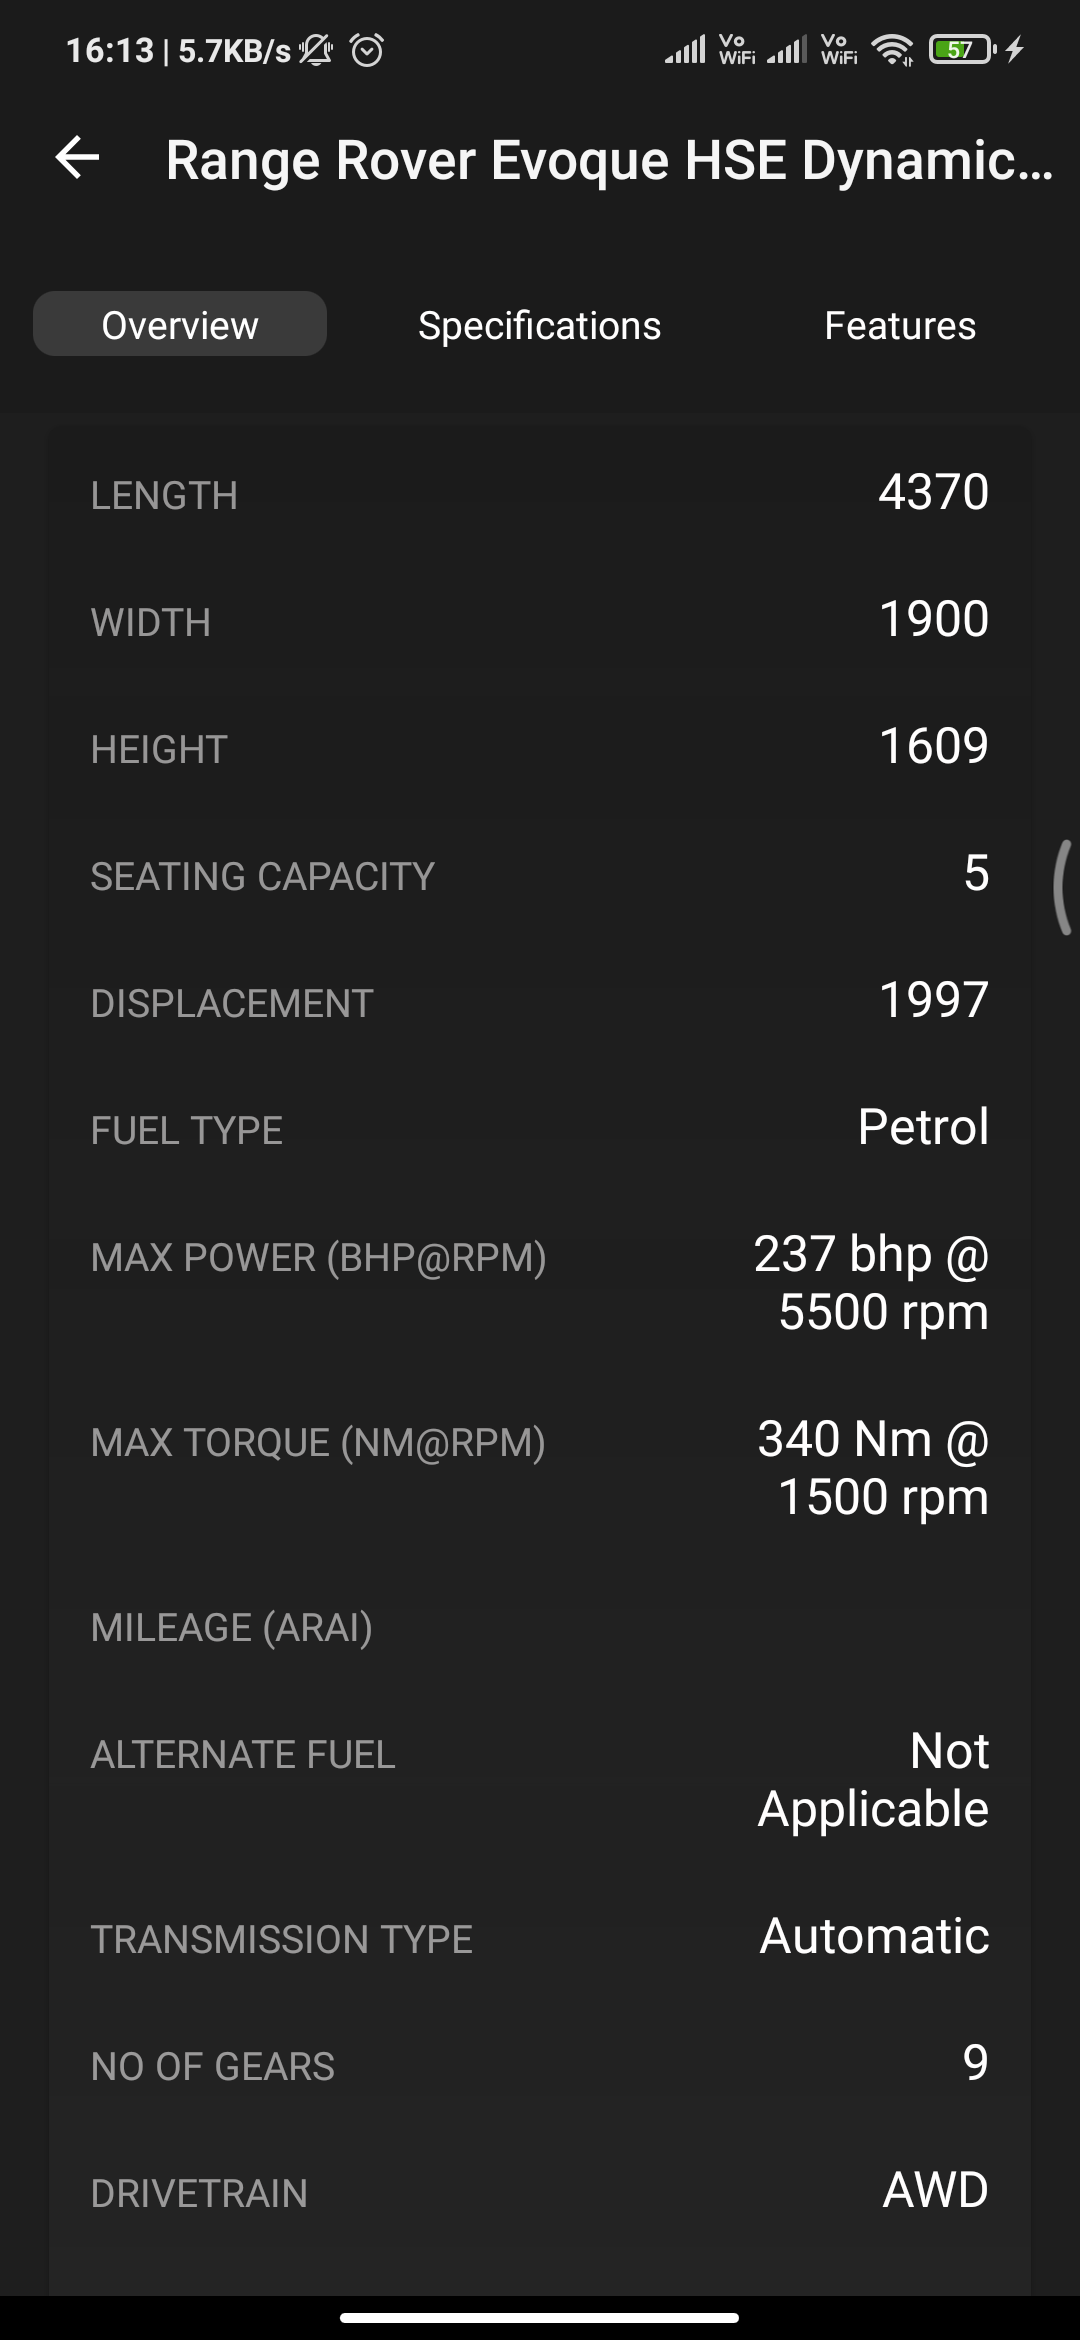 16:13 | 5.7KB/s
Vo WiFi Vo WiFi 57
Range Rover Evoque HSE Dynamic...
Overview Specifications Features
LENGTH 4370
WIDTH 1900
HEIGHT 1609
SEATING CAPACITY 5
DISPLACEMENT 1997
FUEL TYPE Petrol
MAX POWER (BHP@RPM) 237 bhp @
5500 rpm
MAX TORQUE (NM@RPM) 340 Nm @
1500 rpm
MILEAGE (ARAI)
ALTERNATE FUEL Not
Applicable
TRANSMISSION TYPE Automatic
NO OF GEARS 9
DRIVETRAIN AWD